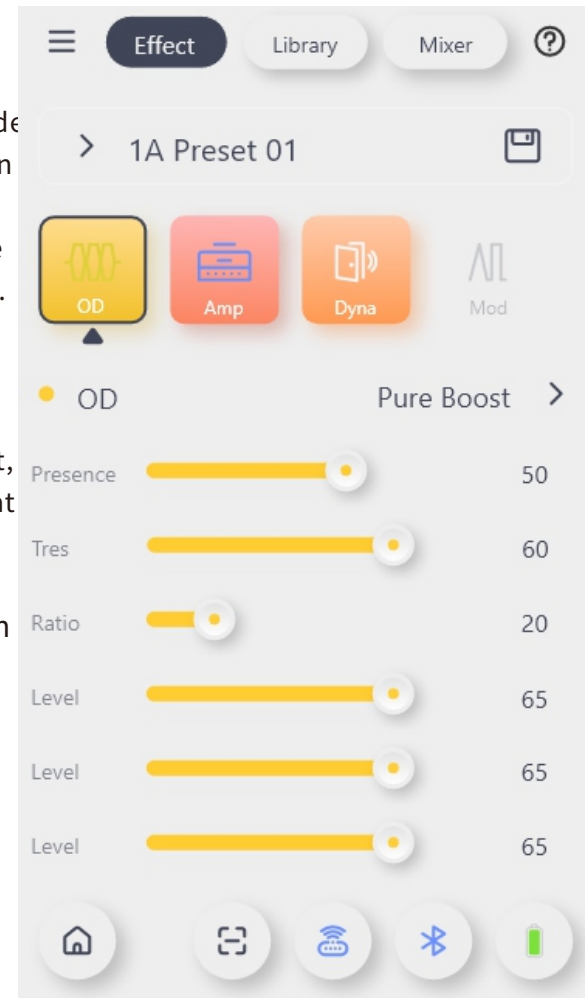 Effect Library Mixer
1A Preset 01
OD Amp Dyna Mod
OD Pure Boost
Presence 50
Tres 60
Ratio 20
Level 65
Level 65
Level 65